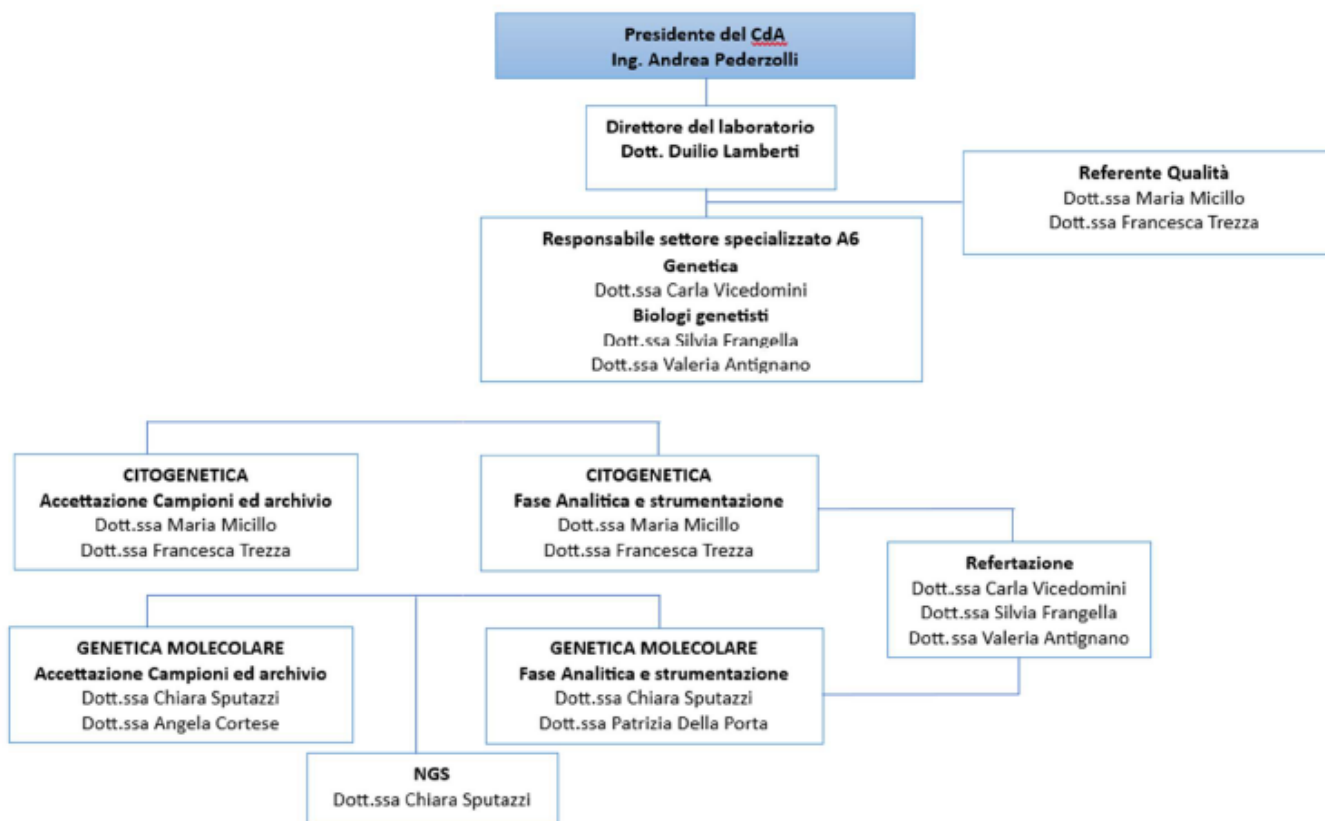 Presidente del CdA
Ing. Andrea Pederzolli
Direttore del laboratorio
Dott. Duilio Lamberti
Referente Qualità
Dott.ssa Maria Micillo
Dott.ssa Francesca Trezza
Responsabile settore specializzato A6
Genetica
Dott.ssa Carla Vicedomini
Biologi genetisti
Dott.ssa Silvia Frangella
Dott.ssa Valeria Antignano
CITOGENETICA
Accettazione Campioni ed archivio
Dott.ssa Maria Micillo
Dott.ssa Francesca Trezza
CITOGENETICA
Fase Analitica e strumentazione
Dott.ssa Maria Micillo
Dott.ssa Francesca Trezza
Refertazione
Dott.ssa Carla Vicedomini
Dott.ssa Silvia Frangella
Dott.ssa Valeria Antignano
GENETICA MOLECOLARE
Accettazione Campioni ed archivio
Dott.ssa Chiara Sputazzi
Dott.ssa Angela Cortese
GENETICA MOLECOLARE
Fase Analitica e strumentazione
Dott.ssa Chiara Sputazzi
Dott.ssa Patrizia Della Porta
NGS
Dott.ssa Chiara Sputazzi